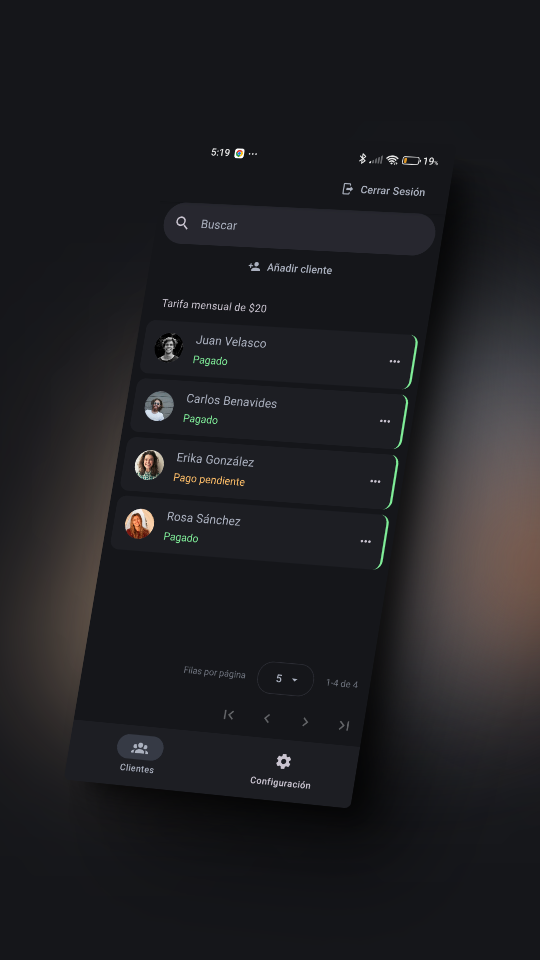 5:19 ... 19%
Cerrar Sesión
Buscar
Añadir cliente
Tarifa mensual de $20
Juan Velasco
Pagado
Carlos Benavides
Pagado
Erika González
Pago pendiente
Rosa Sánchez
Pagado
Filas por página 5 1-4 de 4
Clientes Configuración